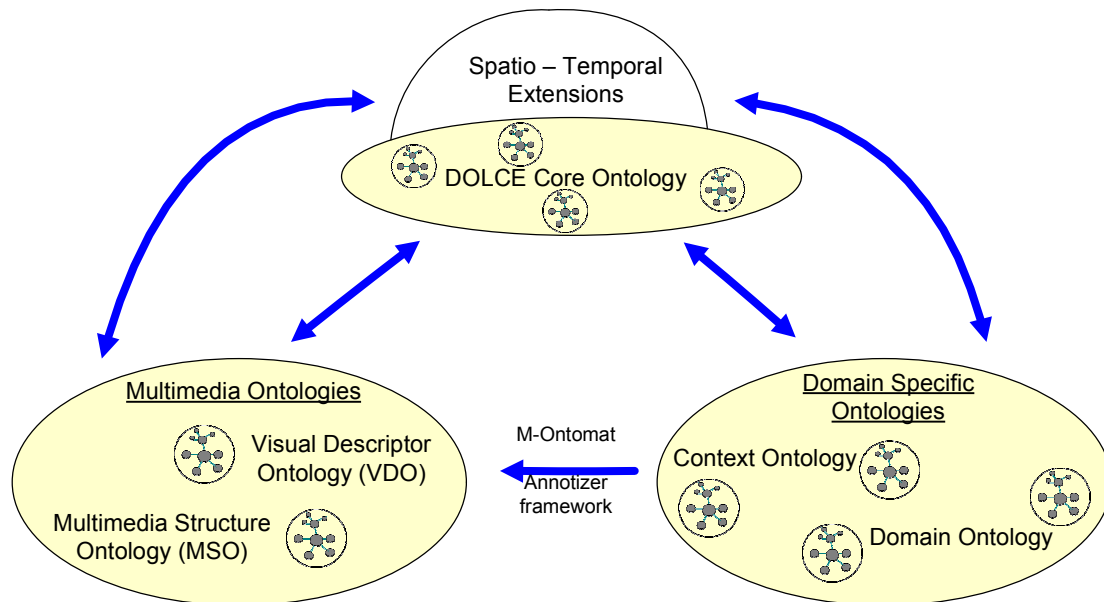 Spatio – Temporal
Extensions
DOLCE Core Ontology
Multimedia Ontologies
Visual Descriptor
Ontology (VDO)
Multimedia Structure
Ontology (MSO)
M-Ontomat
Annotizer
framework
Domain Specific
Ontologies
Context Ontology
Domain Ontology